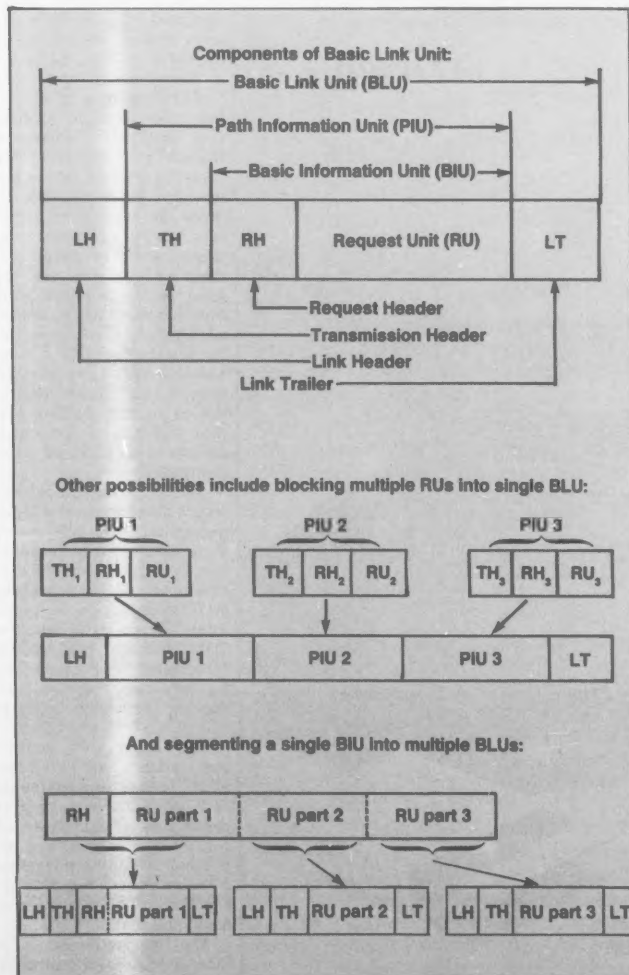 Components of Basic Link Unit:
Basic Link Unit (BLU)
Path Information Unit (PIU)
Basic Information Unit (BIU)
LH TH RH Request Unit (RU) LT
Request Header
Transmission Header
Link Header
Link Trailer
Other possibilities include blocking multiple RUs into single BLU:
PIU 1 PIU 2 PIU 3
TH₁ RH₁ RU₁ TH₂ RH₂ RU₂ TH₃ RH₃ RU₃
LH PIU 1 PIU 2 PIU 3 LT
And segmenting a single BIU into multiple BLUs:
RH RU part 1 RU part 2 RU part 3
LH TH RH RU part 1 LT LH TH RU part 2 LT LH TH RU part 3 LT